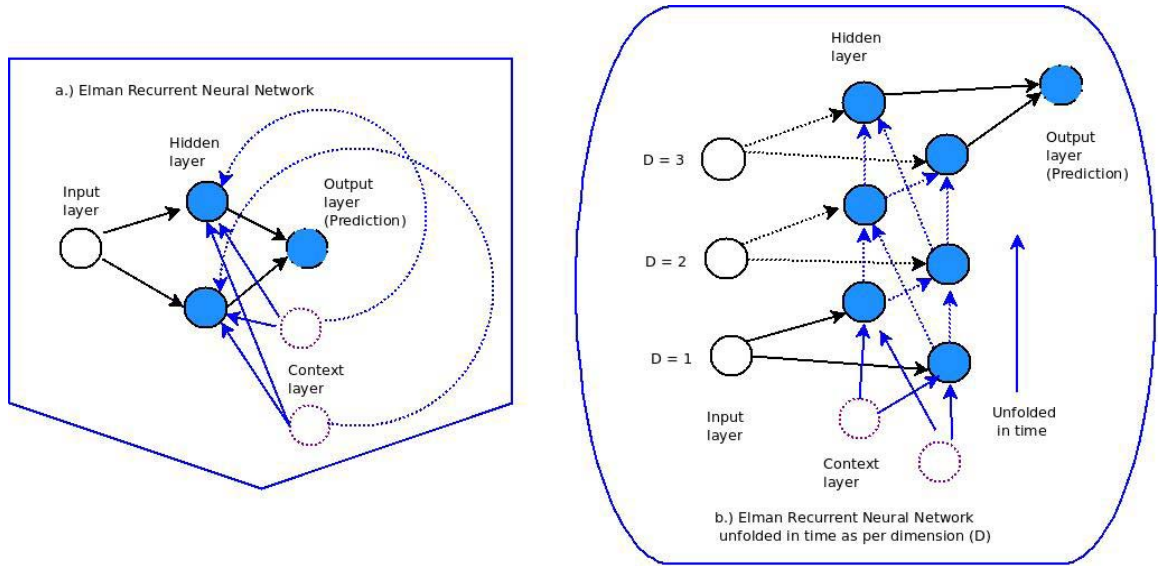 a.) Elman Recurrent Neural Network
Hidden
layer
Input
layer
Output
layer
(Prediction)
Context
layer
Hidden
layer
D = 3
Output
layer
(Prediction)
D = 2
D = 1
Input
layer
Unfolded
in time
Context
layer
b.) Elman Recurrent Neural Network
unfolded in time as per dimension (D)